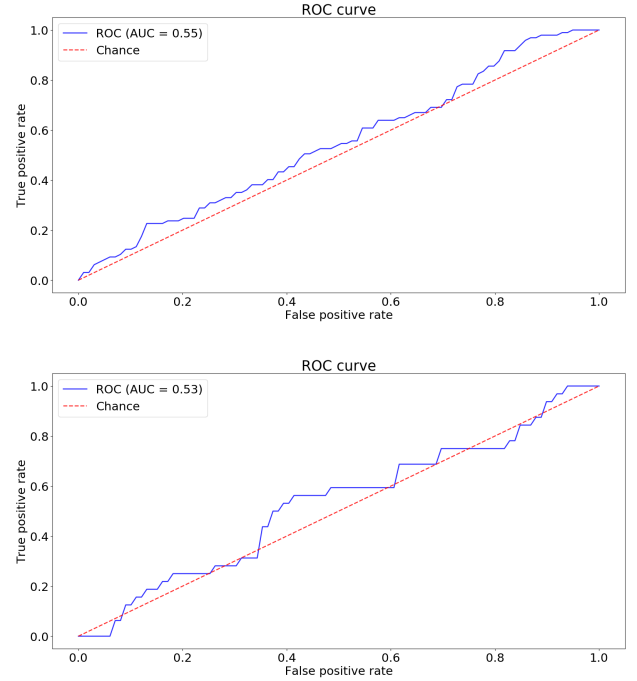 ROC curve
ROC (AUC = 0.55)
Chance
True positive rate
1.0
0.8
0.6
0.4
0.2
0.0
0.0 0.2 0.4 0.6 0.8 1.0
False positive rate
ROC curve
ROC (AUC = 0.53)
Chance
True positive rate
1.0
0.8
0.6
0.4
0.2
0.0
0.0 0.2 0.4 0.6 0.8 1.0
False positive rate